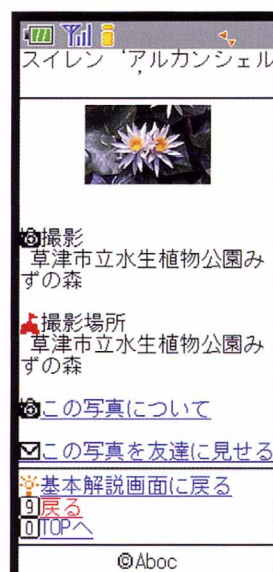 スイレン ‘アルカンシェル
’
撮影
草津市立水生植物公園み
ずの森
撮影場所
草津市立水生植物公園み
ずの森
この写真について
この写真を友達に見せる
基本解説画面に戻る
9戻る
0TOPへ
©Aboc